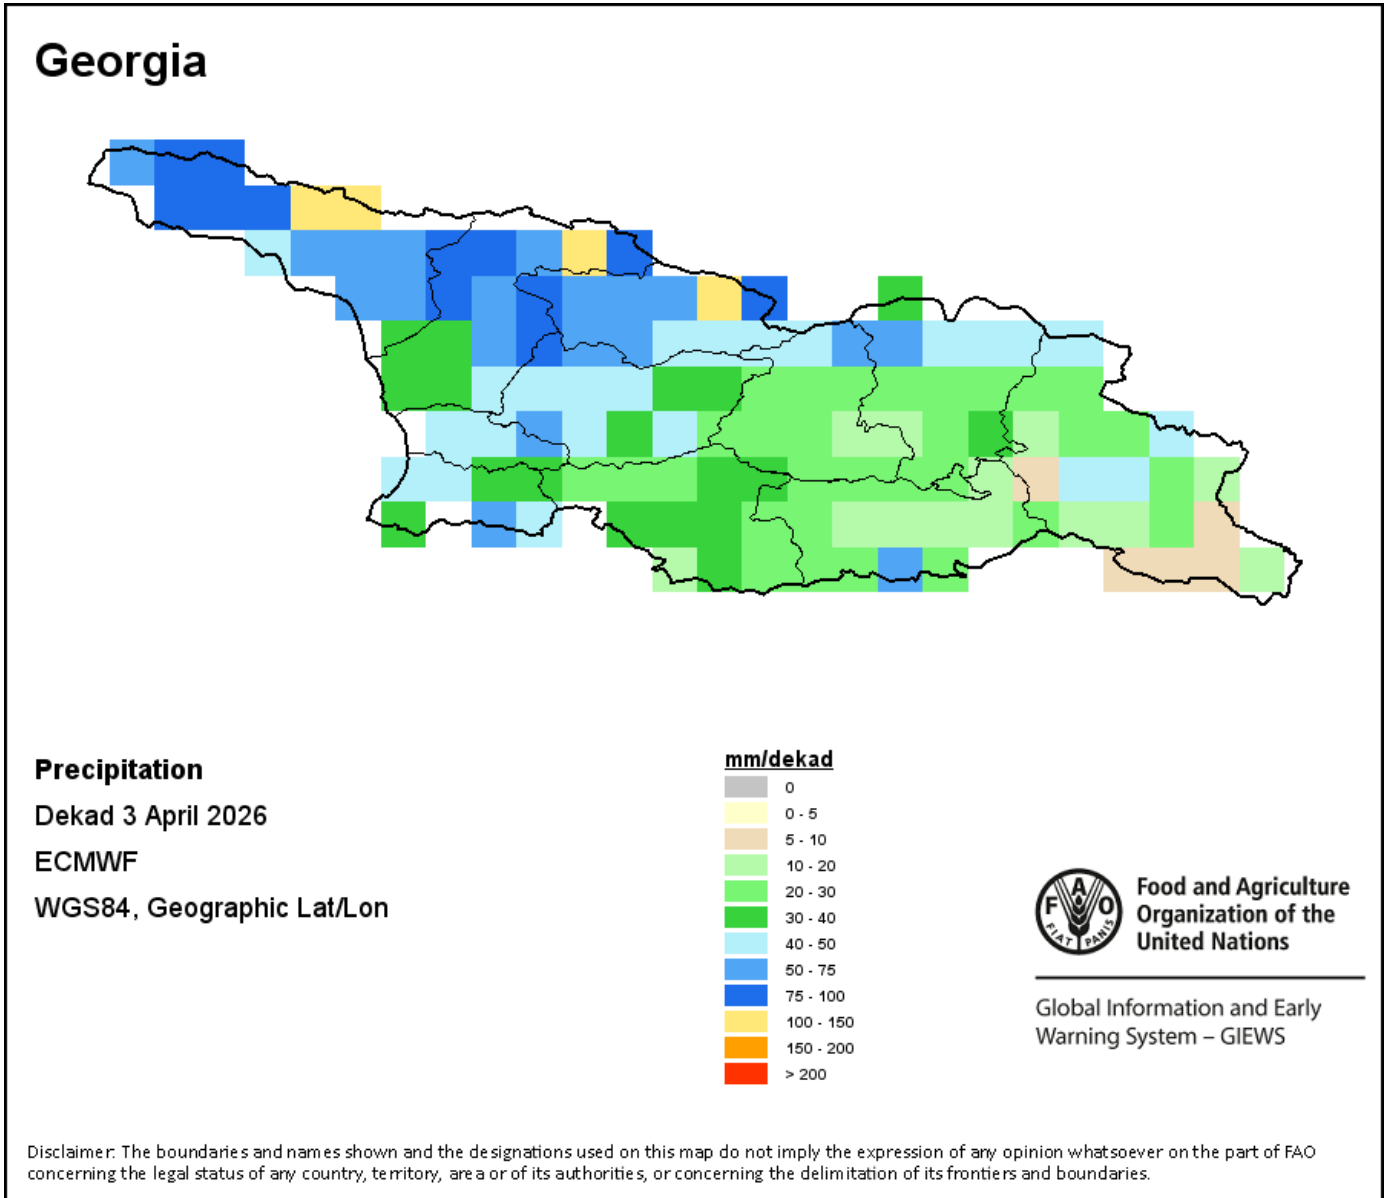 Georgia
Precipitation
Dekad 3 April 2026
ECMWF
WGS84, Geographic Lat/Lon
mm/dekad
0
0 - 5
5 - 10
10 - 20
20 - 30
30 - 40
40 - 50
50 - 75
75 - 100
100 - 150
150 - 200
> 200
F A O
FIAT PANIS
Food and Agriculture
Organization of the
United Nations
Global Information and Early
Warning System – GIEWS
Disclaimer: The boundaries and names shown and the designations used on this map do not imply the expression of any opinion whatsoever on the part of FAO
concerning the legal status of any country, territory, area or of its authorities, or concerning the delimitation of its frontiers and boundaries.